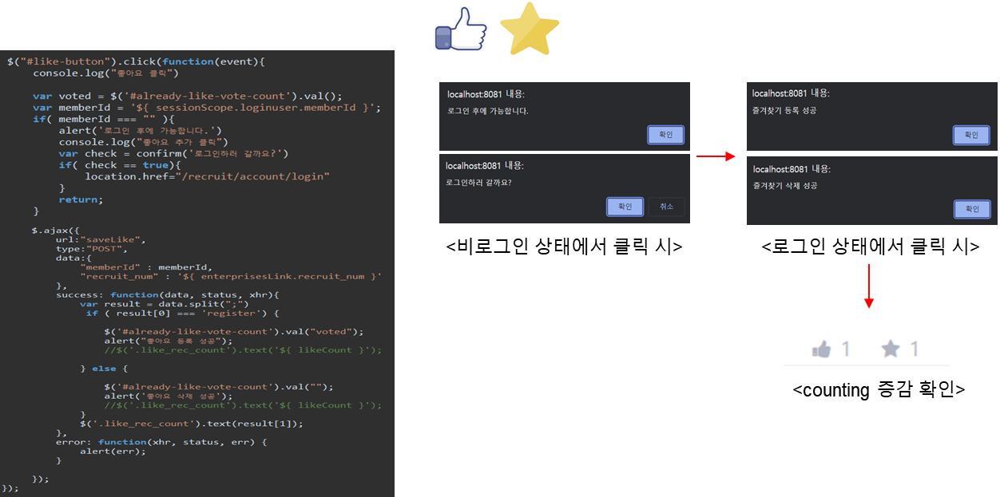 $("#like-button").click(function(event){
console.log("좋아요 클릭")
var voted = $('#already-like-vote-count').val();
var memberId = '${ sessionScope.loginuser.memberId }';
if( memberId === "" ){
alert('로그인 후에 가능합니다.')
console.log("좋아요 추가 클릭")
var check = confirm('로그인하러 갈까요?')
if( check == true){
location.href="/recruit/account/login"
}
return;
}
$.ajax({
url:"saveLike",
type:"POST",
data:{
"memberId" : memberId,
"recruit_num" : '${ enterprisesLink.recruit_num }'
},
success: function(data, status, xhr){
var result = data.split(";")
if ( result[0] === 'register') {
$('#already-like-vote-count').val("voted");
alert("좋아요 등록 성공");
//$('.like_rec_count').text('${ likeCount }');
} else {
$('#already-like-vote-count').val("");
alert('좋아요 삭제 성공');
//$('.like_rec_count').text('${ likeCount }');
}
$('.like_rec_count').text(result[1]);
},
error: function(xhr, status, err) {
alert(err);
}
});
});
localhost:8081 내용:
로그인 후에 가능합니다.
확인
localhost:8081 내용:
로그인하러 갈까요?
확인 취소
<비로그인 상태에서 클릭 시>
localhost:8081 내용:
즐겨찾기 등록 성공
확인
localhost:8081 내용:
즐겨찾기 삭제 성공
확인
<로그인 상태에서 클릭 시>
1 1
<counting 증감 확인>